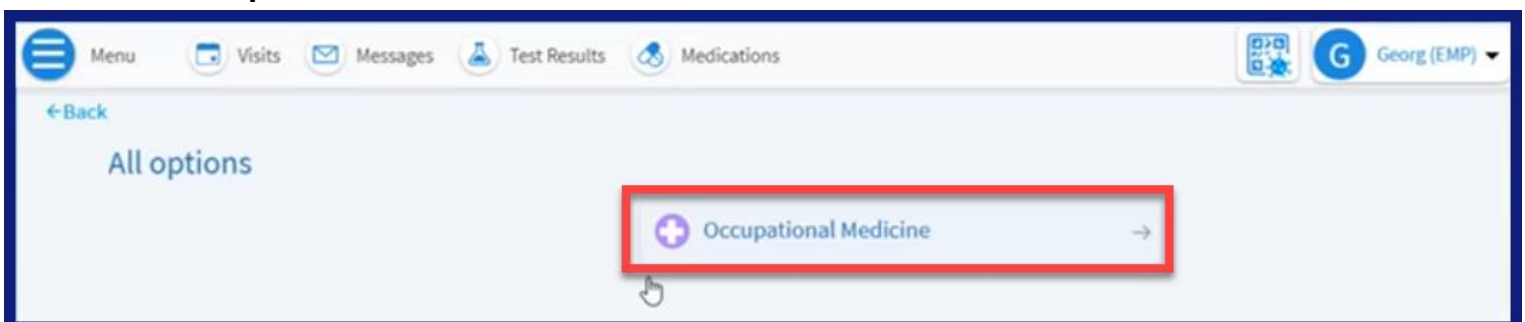 Menu Visits Messages Test Results Medications G Georg (EMP)
←Back
All options
Occupational Medicine →